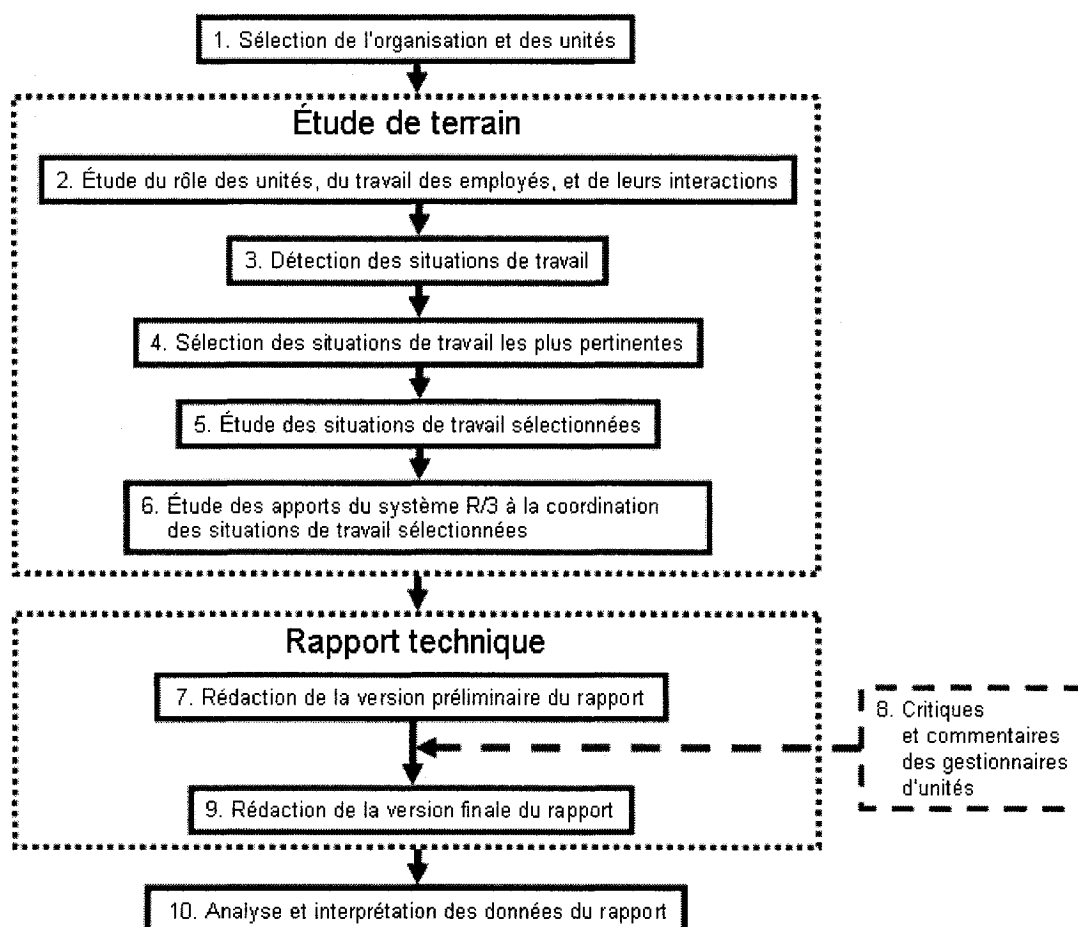 1. Sélection de l'organisation et des unités
Étude de terrain
2. Étude du rôle des unités, du travail des employés, et de leurs interactions
3. Détection des situations de travail
4. Sélection des situations de travail les plus pertinentes
5. Étude des situations de travail sélectionnées
6. Étude des apports du système R/3 à la coordination
des situations de travail sélectionnées
Rapport technique
7. Rédaction de la version préliminaire du rapport
8. Critiques
et commentaires
des gestionnaires
d'unités
9. Rédaction de la version finale du rapport
10. Analyse et interprétation des données du rapport